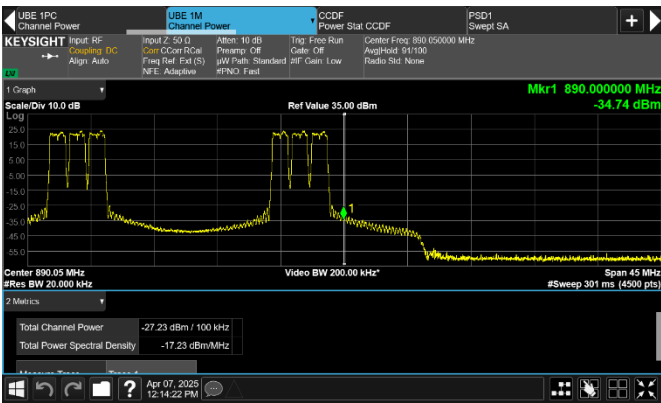 UBE 1PC
Channel Power
UBE 1M
Channel Power
CCDF
Power Stat CCDF
PSD1
Swept SA
KEYSIGHT
Input: RF
Coupling: DC
Align: Auto
Input Z: 50 Ω
Corr CCorr RCal
Freq Ref: Ext (S)
NFE: Adaptive
Atten: 10 dB
Preamp: Off
µW Path: Standard
#PNO: Fast
Trig: Free Run
Gate: Off
#IF Gain: Low
Center Freq: 890.050000 MHz
Avg|Hold: 91/100
Radio Std: None
LXI
1 Graph
Mkr1 890.000000 MHz
-34.74 dBm
Scale/Div 10.0 dB
Ref Value 35.00 dBm
Log
25.0
15.0
5.00
-5.00
-15.0
-25.0
-35.0
-45.0
-55.0
1
Center 890.05 MHz
#Res BW 20.000 kHz
Video BW 200.00 kHz*
Span 45 MHz
#Sweep 301 ms (4500 pts)
2 Metrics
Total Channel Power -27.23 dBm / 100 kHz
Total Power Spectral Density -17.23 dBm/MHz
Apr 07, 2025
12:14:22 PM